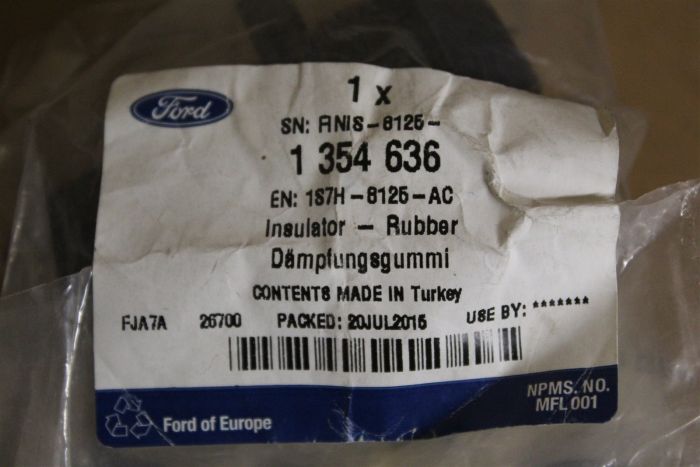 Ford
1 x
SN: FINIS-8125-
1 354 636
EN: 1S7H-8125-AC
Insulator - Rubber
Dämpfungsgummi
CONTENTS MADE IN Turkey
FJA7A 26700 PACKED: 20JUL2015 USE BY: *******
NPMS. NO.
MFL 001
Ford of Europe